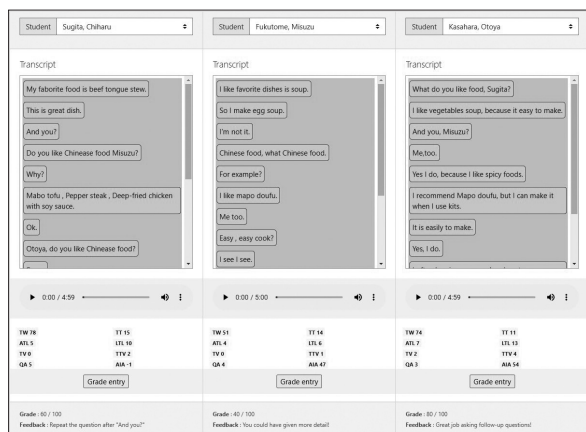 Student Sugita, Chiharu
Transcript
My faborite food is beef tongue stew.
This is great dish.
And you?
Do you like Chinease food Misuzu?
Why?
Mabo tofu , Pepper steak , Deep-fried chicken
with soy sauce.
Ok.
Otoya, do you like Chinease food?
0:00 / 4:59
TW 78 TT 15
ATL 5 LTL 10
TV 0 TTV 2
QA 5 AIA -1
Grade entry
Grade : 60 / 100
Feedback : Repeat the question after "And you?"
Student Fukutome, Misuzu
Transcript
I like favorite dishes is soup.
So I make egg soup.
I'm not it.
Chinese food, what Chinese food.
For example?
I like mapo doufu.
Me too.
Easy , easy cook?
I see I see.
0:00 / 5:00
TW 51 TT 14
ATL 4 LTL 6
TV 0 TTV 1
QA 4 AIA 47
Grade entry
Grade : 40 / 100
Feedback : You could have given more detail!
Student Kasahara, Otoya
Transcript
What do you like food, Sugita?
I like vegetables soup, because it easy to make.
And you, Misuzu?
Me,too.
Yes I do, because I like spicy foods.
I recommend Mapo doufu, but I can make it
when I use kits.
It is easily to make.
Yes, I do.
0:00 / 4:59
TW 74 TT 11
ATL 7 LTL 13
TV 2 TTV 4
QA 3 AIA 54
Grade entry
Grade : 80 / 100
Feedback : Great job asking follow-up questions!